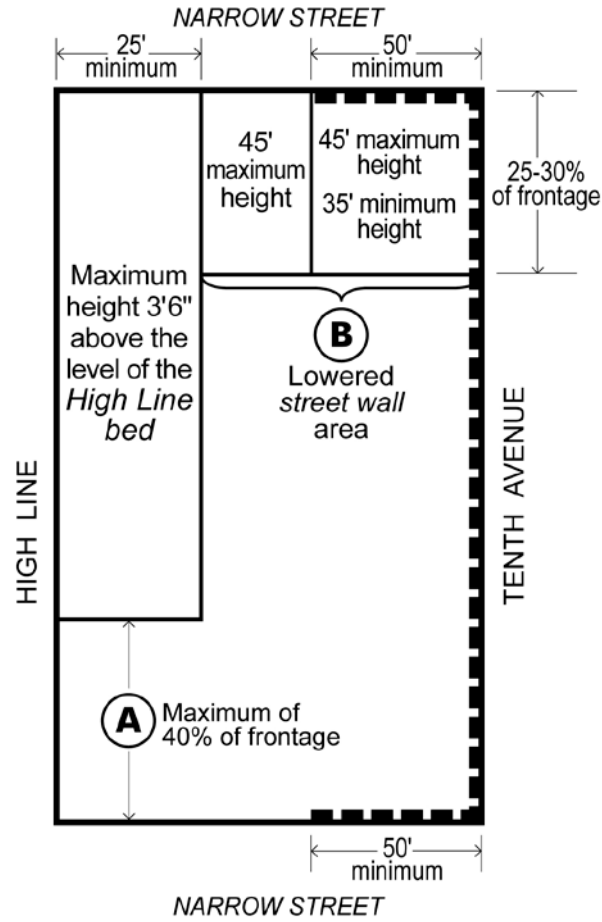 NARROW STREET
25'
minimum
50'
minimum
45'
maximum
height
45' maximum
height
35' minimum
height
25-30%
of frontage
Maximum
height 3'6"
above the
level of the
High Line
bed
B
Lowered
street wall
area
HIGH LINE
TENTH AVENUE
A
Maximum of
40% of frontage
50'
minimum
NARROW STREET